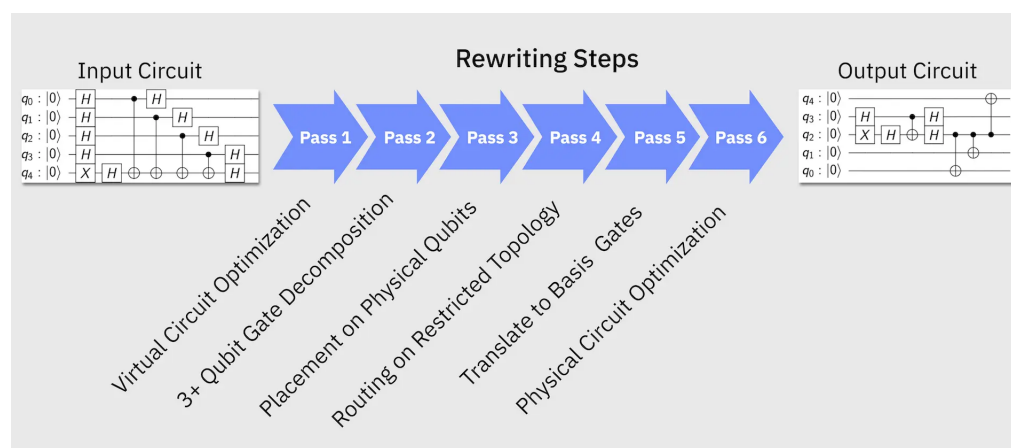 Rewriting Steps
Input Circuit
Output Circuit
q₀ : |0⟩ H H
q₁ : |0⟩ H H
q₂ : |0⟩ H H
q₃ : |0⟩ H H
q₄ : |0⟩ X H H
Pass 1
Pass 2
Pass 3
Pass 4
Pass 5
Pass 6
q₄ : |0⟩
q₃ : |0⟩ H H
q₂ : |0⟩ X H H
q₁ : |0⟩
q₀ : |0⟩
Virtual Circuit Optimization
3+ Qubit Gate Decomposition
Placement on Physical Qubits
Routing on Restricted Topology
Translate to Basis Gates
Physical Circuit Optimization